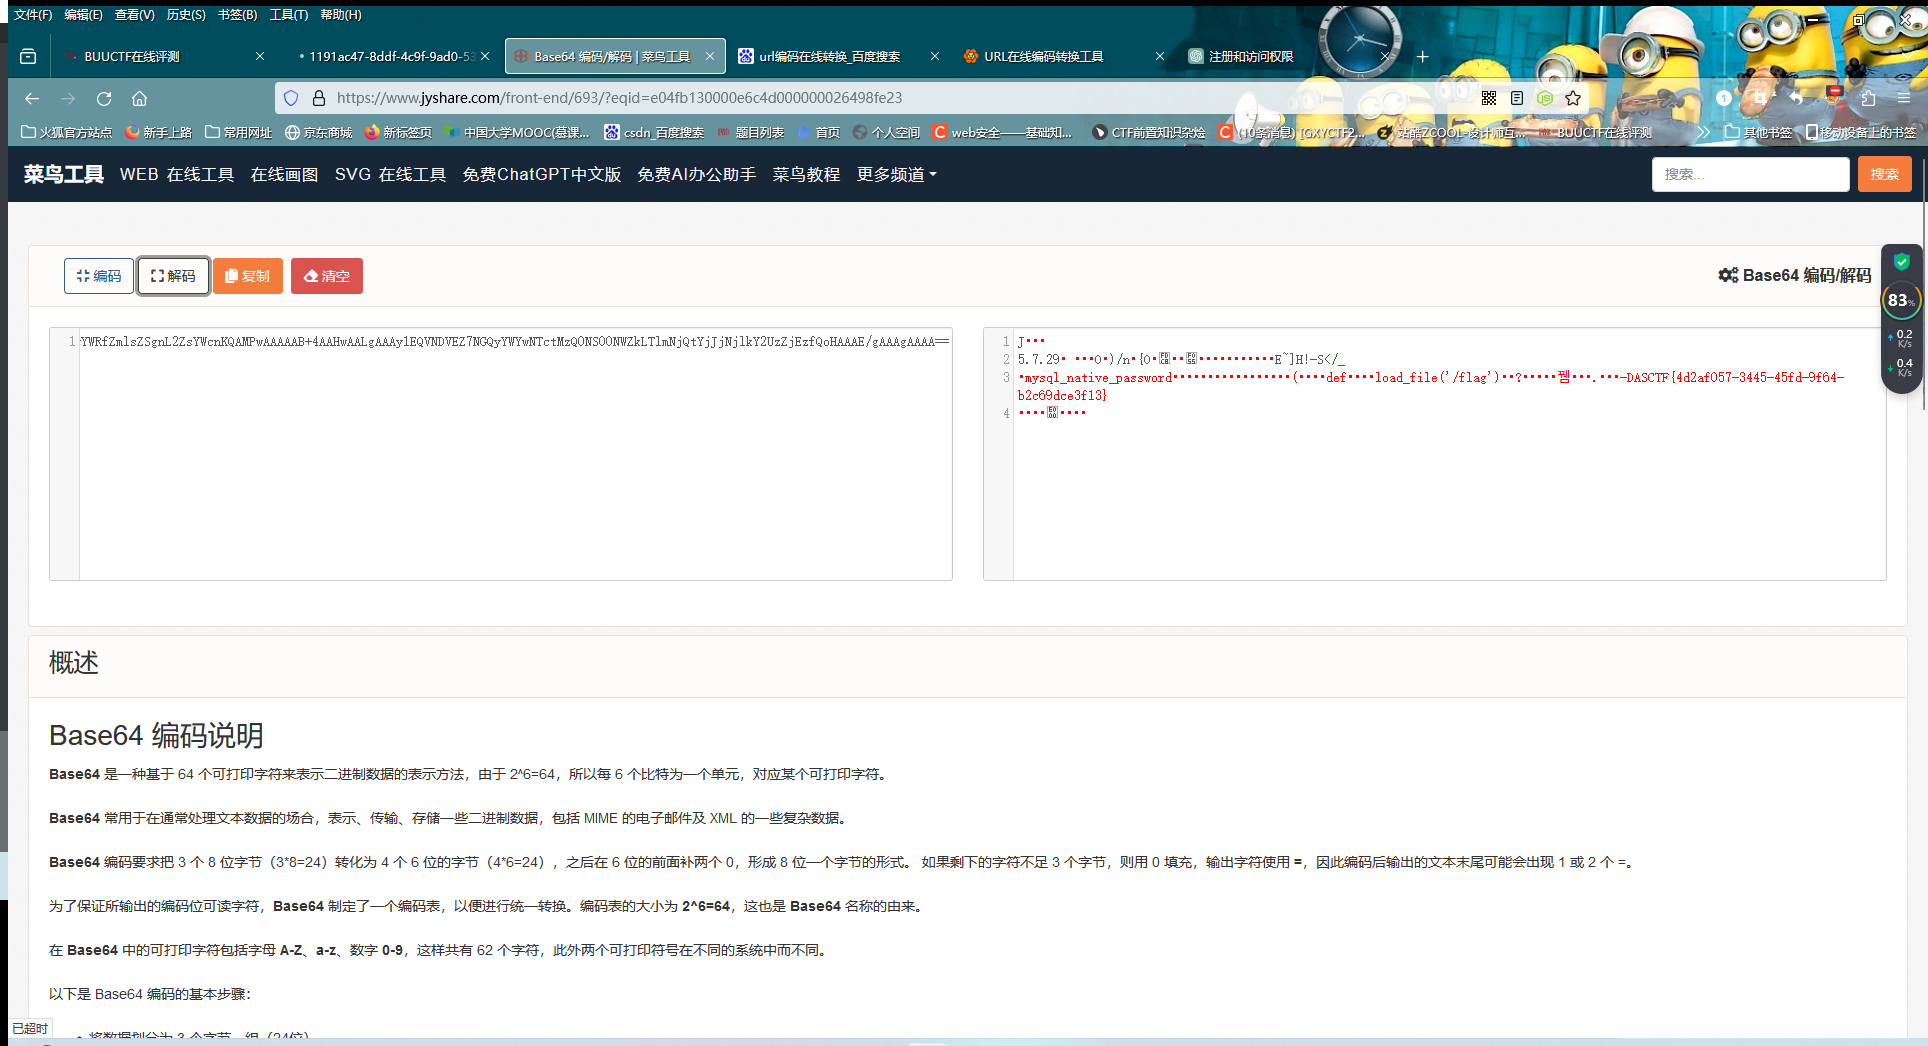 文件(F) 编辑(E) 查看(V) 历史(S) 书签(B) 工具(T) 帮助(H)
BUUCTF在线评测 1191ac47-8ddf-4c9f-9ad0-53 Base64 编码/解码 | 菜鸟工具 url编码在线转换_百度搜索 URL在线编码转换工具 注册和访问权限
https://www.jyshare.com/front-end/693/?eqid=e04fb130000e6c4d000000026498fe23
火狐官方站点 新手上路 常用网址 京东商城 新标签页 中国大学MOOC(慕课... csdn_百度搜索 题目列表 首页 个人空间 web安全——基础知... CTF前置知识杂烩 (10条消息) [GXYCTF2... 站酷ZCOOL-设计师互... BUUCTF在线评测 其他书签 移动设备上的书签
菜鸟工具 WEB 在线工具 在线画图 SVG 在线工具 免费ChatGPT中文版 免费AI办公助手 菜鸟教程 更多频道 搜索... 搜索
编码 解码 复制 清空 Base64 编码/解码
83%
0.2
K/s
0.4
K/s
1 YWRfZmlsZSgnL2ZsYWcnKQAMPwAAAAAB+4AAHwAALgAAAy1EQVNDVEZ7NGQyYWYwNTctMzQ0NS00NWZkLTlmNjQtYjJjNjlkY2UzZjEzfQoHAAAE/gAAAgAAAA==
1 J•••
2 5.7.29• •••O•)/n•{O•••••••••••••••E~]H!-S</_
3 •mysql_native_password•••••••••••••••••(••••def••••load_file('/flag')••?•••••쀀•••.•••-DASCTF{4d2af057-3445-45fd-9f64-
b2c69dce3f13}
4 ••••••••
概述
Base64 编码说明
Base64 是一种基于 64 个可打印字符来表示二进制数据的表示方法，由于 2^6=64，所以每 6 个比特为一个单元，对应某个可打印字符。
Base64 常用于在通常处理文本数据的场合，表示、传输、存储一些二进制数据，包括 MIME 的电子邮件及 XML 的一些复杂数据。
Base64 编码要求把 3 个 8 位字节（3*8=24）转化为 4 个 6 位的字节（4*6=24），之后在 6 位的前面补两个 0，形成 8 位一个字节的形式。 如果剩下的字符不足 3 个字节，则用 0 填充，输出字符使用 =，因此编码后输出的文本末尾可能会出现 1 或 2 个 =。
为了保证所输出的编码位可读字符，Base64 制定了一个编码表，以便进行统一转换。编码表的大小为 2^6=64，这也是 Base64 名称的由来。
在 Base64 中的可打印字符包括字母 A-Z、a-z、数字 0-9，这样共有 62 个字符，此外两个可打印符号在不同的系统中而不同。
以下是 Base64 编码的基本步骤：
已超时
• 将数据划分为 3 个字节一组（24位）